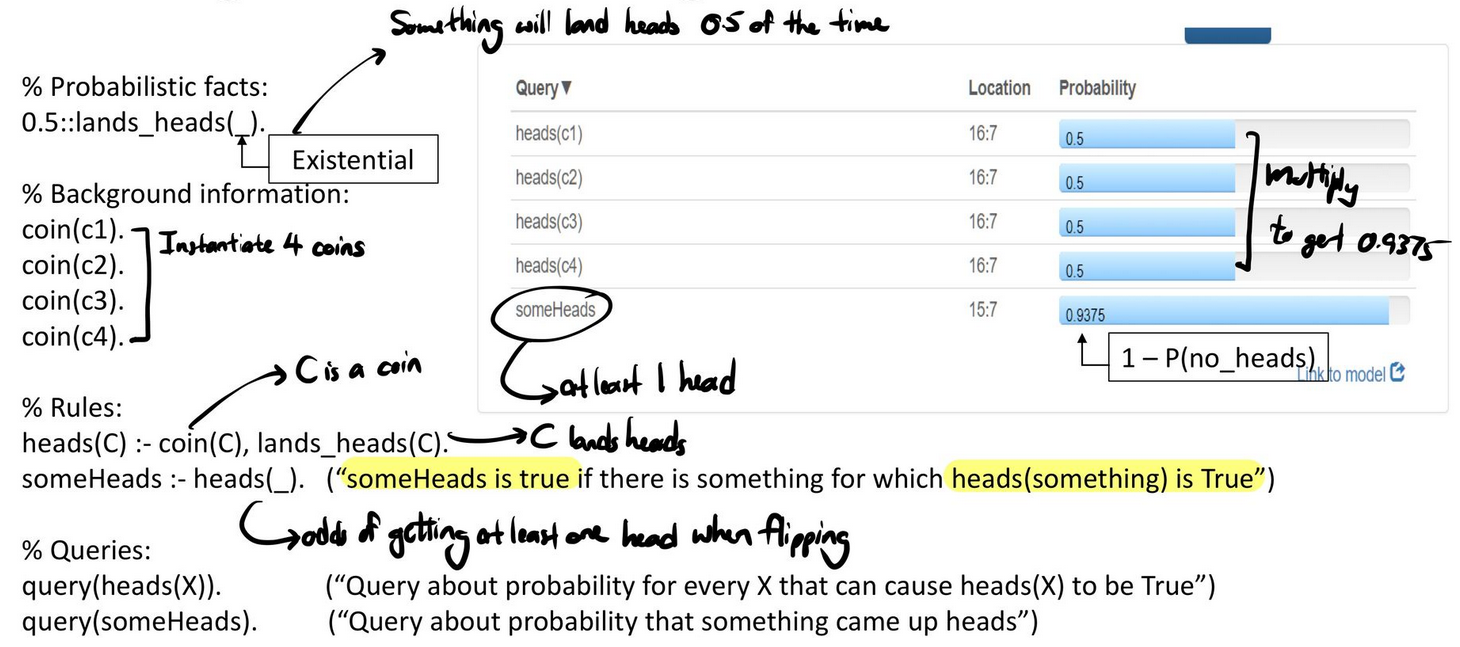 Something will land heads 0.5 of the time
% Probabilistic facts:
0.5::lands_heads(_).
Existential
% Background information:
coin(c1).
coin(c2).
coin(c3).
coin(c4).
Instantiate 4 coins
Query▼ Location Probability
heads(c1) 16:7 0.5
heads(c2) 16:7 0.5
heads(c3) 16:7 0.5
heads(c4) 16:7 0.5
someHeads 15:7 0.9375
multiply
to get 0.9375
1 – P(no_heads)
Link to model
at least 1 head
C is a coin
% Rules:
heads(C) :- coin(C), lands_heads(C).
C lands heads
someHeads :- heads(_). (“someHeads is true if there is something for which heads(something) is True”)
odds of getting at least one head when flipping
% Queries:
query(heads(X)). (“Query about probability for every X that can cause heads(X) to be True”)
query(someHeads). (“Query about probability that something came up heads”)